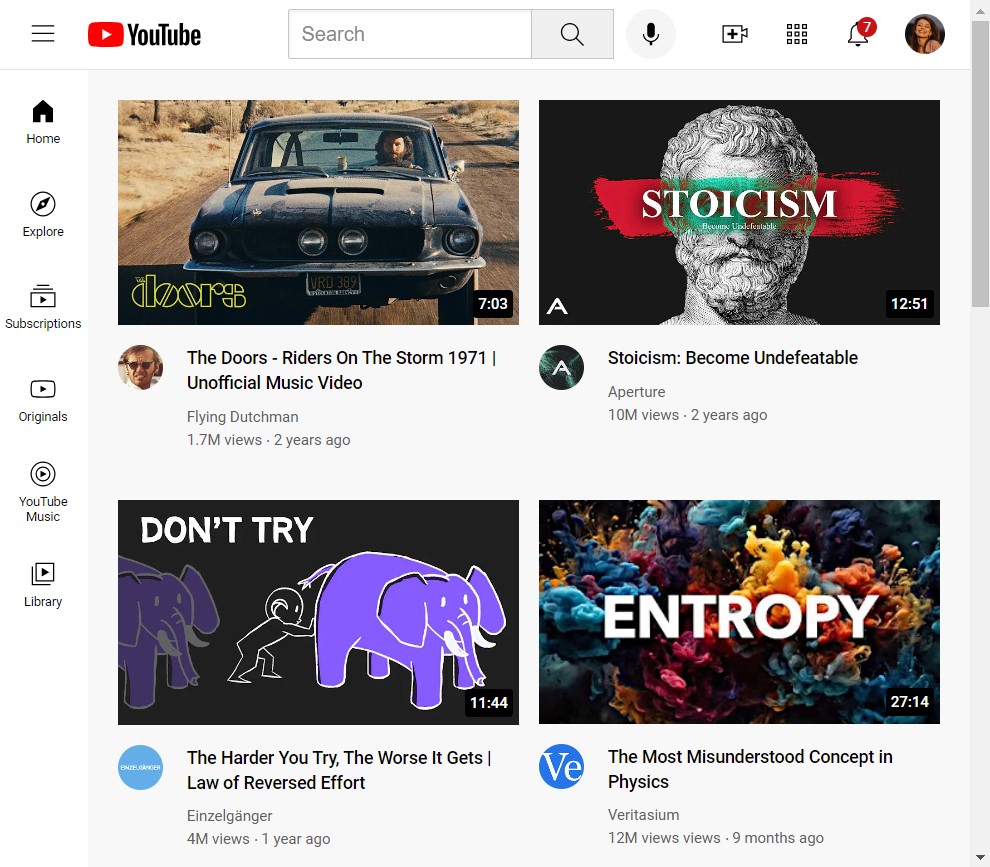 YouTube
Search
7
Home
Explore
Subscriptions
Originals
YouTube
Music
Library
the doors
VRD 389
7:03
STOICISM
Become Undefeatable
12:51
The Doors - Riders On The Storm 1971 |
Unofficial Music Video
Flying Dutchman
1.7M views · 2 years ago
Stoicism: Become Undefeatable
Aperture
10M views · 2 years ago
DON'T TRY
11:44
ENTROPY
27:14
EINZELGÄNGER
The Harder You Try, The Worse It Gets |
Law of Reversed Effort
Einzelgänger
4M views · 1 year ago
Ve
The Most Misunderstood Concept in
Physics
Veritasium
12M views views · 9 months ago